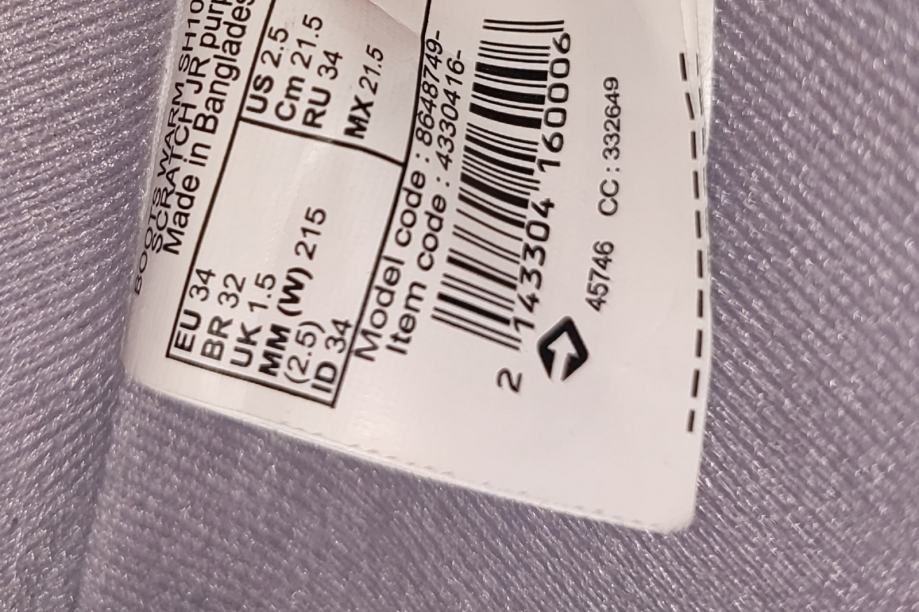 BOOTS WARM SH10
SCRATCH JR purp
Made in Banglades
EU 34
BR 32
UK 1.5
MM (W) 215
(2.5)
ID 34
US 2.5
Cm 21.5
RU 34
MX 21.5
Model code : 8648749-
Item code : 4330416-
2 143304 160006
45746 CC : 332649